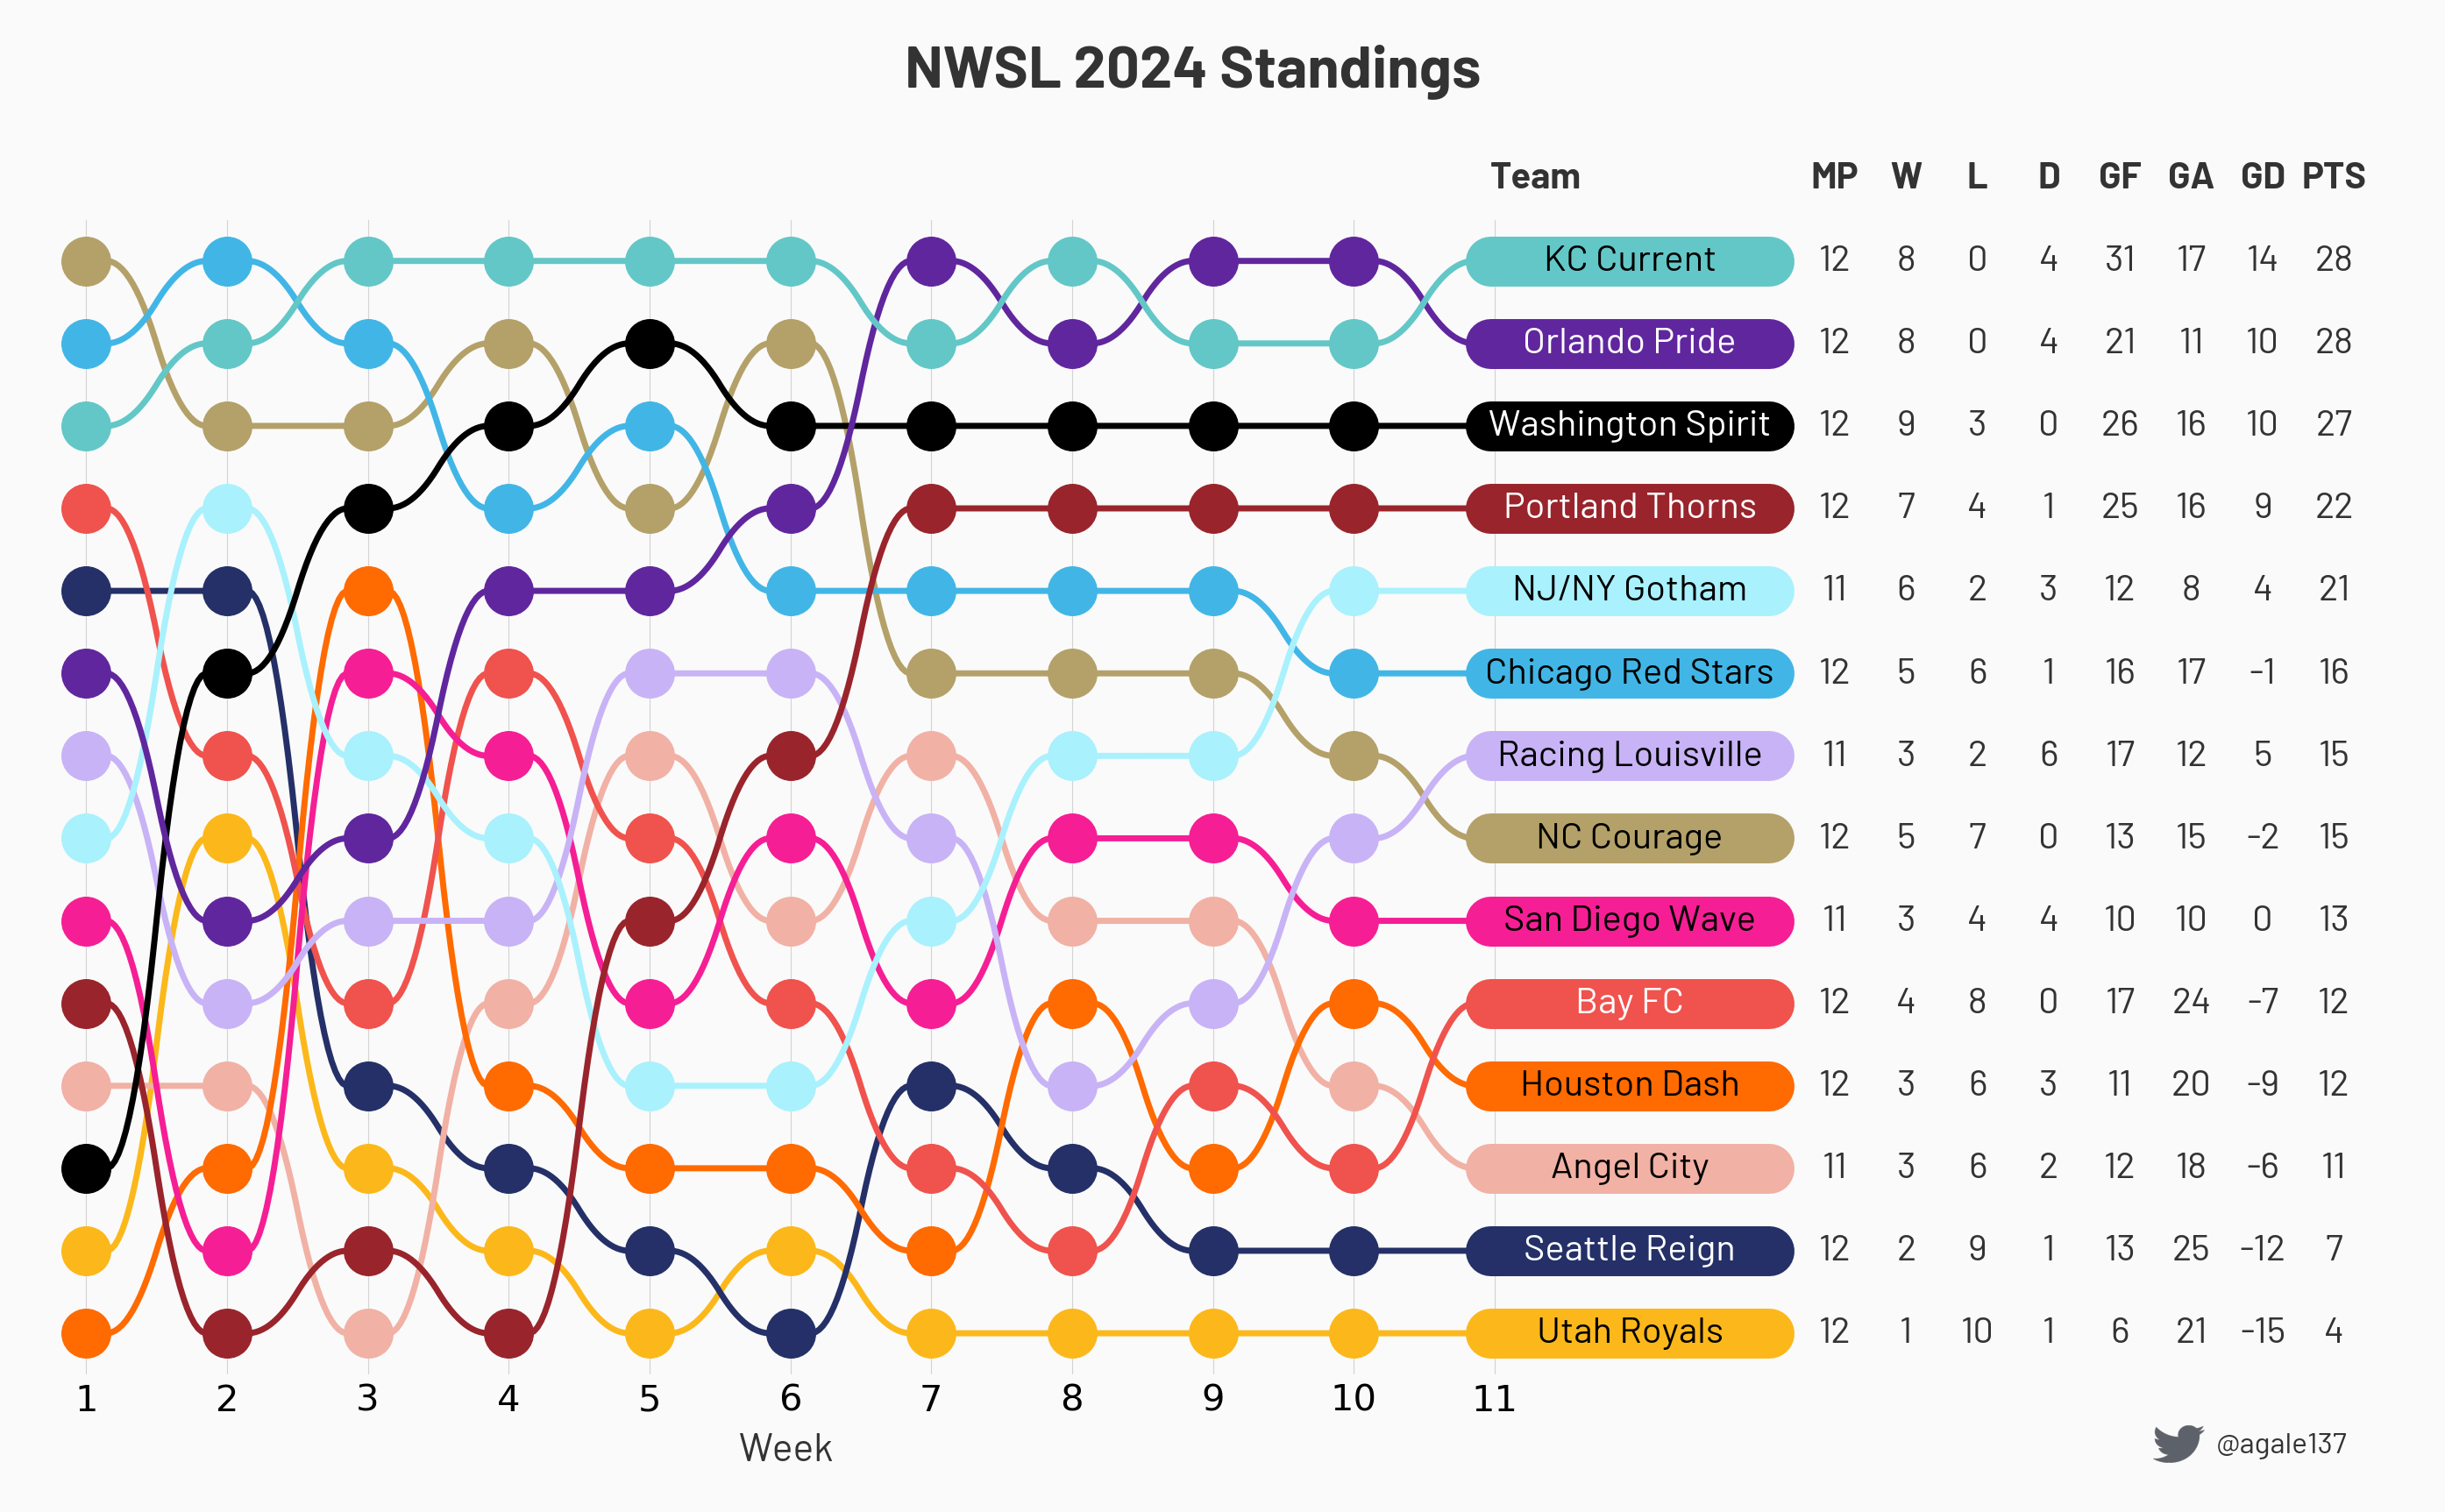 NWSL 2024 Standings
Team MP W L D GF GA GD PTS
KC Current 12 8 0 4 31 17 14 28
Orlando Pride 12 8 0 4 21 11 10 28
Washington Spirit 12 9 3 0 26 16 10 27
Portland Thorns 12 7 4 1 25 16 9 22
NJ/NY Gotham 11 6 2 3 12 8 4 21
Chicago Red Stars 12 5 6 1 16 17 -1 16
Racing Louisville 11 3 2 6 17 12 5 15
NC Courage 12 5 7 0 13 15 -2 15
San Diego Wave 11 3 4 4 10 10 0 13
Bay FC 12 4 8 0 17 24 -7 12
Houston Dash 12 3 6 3 11 20 -9 12
Angel City 11 3 6 2 12 18 -6 11
Seattle Reign 12 2 9 1 13 25 -12 7
Utah Royals 12 1 10 1 6 21 -15 4
1 2 3 4 5 6 7 8 9 10 11
Week
@agale137